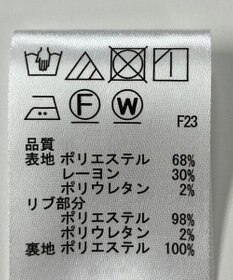 F W F23
品質
表地 ポリエステル 68%
レーヨン 30%
ポリウレタン 2%
リブ部分
ポリエステル 98%
ポリウレタン 2%
裏地 ポリエステル 100%